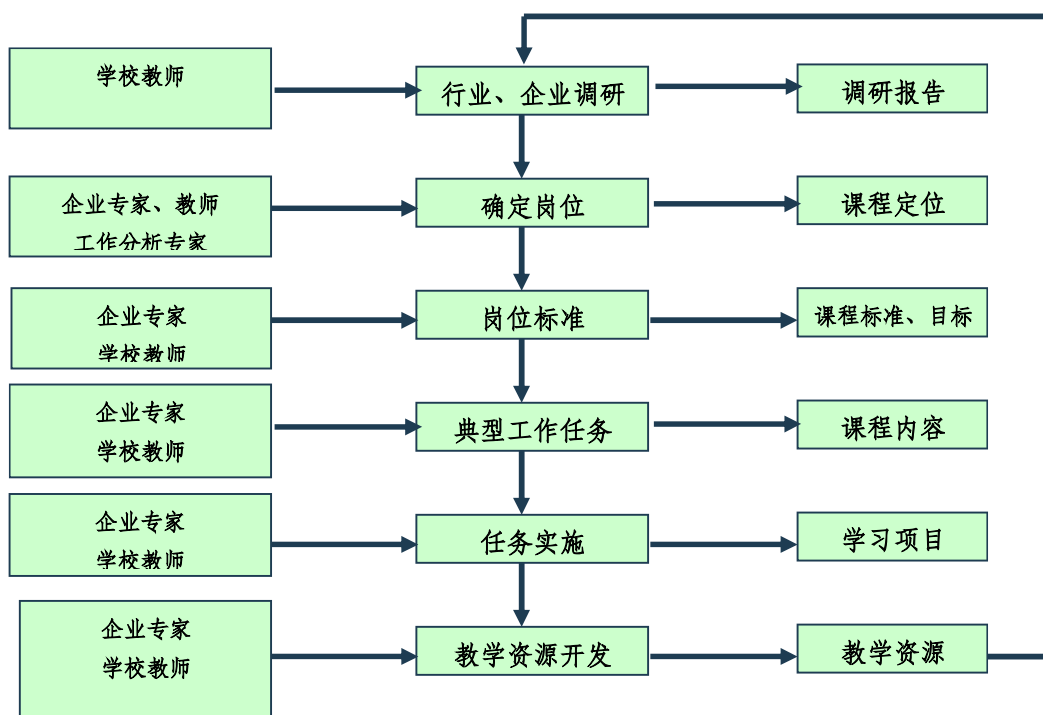 学校教师
行业、企业调研
调研报告
企业专家、教师
工作分析专家
确定岗位
课程定位
企业专家
学校教师
岗位标准
课程标准、目标
企业专家
学校教师
典型工作任务
课程内容
企业专家
学校教师
任务实施
学习项目
企业专家
学校教师
教学资源开发
教学资源